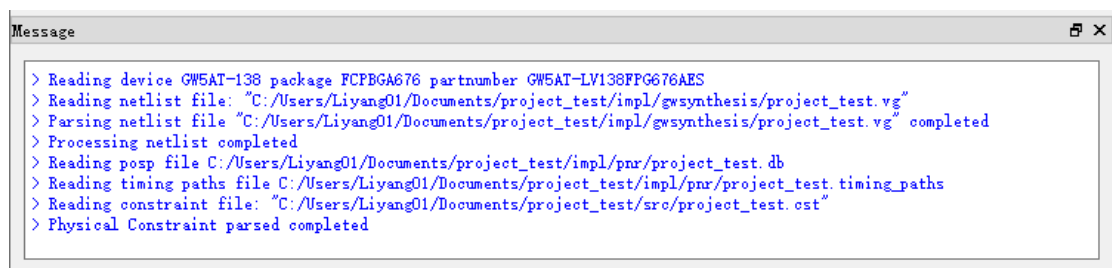 Message
> Reading device GW5AT-138 package FCPBGA676 partnumber GW5AT-LV138FPG676AES
> Reading netlist file: "C:/Users/Liyang01/Documents/project_test/impl/gwsynthesis/project_test.vg"
> Parsing netlist file "C:/Users/Liyang01/Documents/project_test/impl/gwsynthesis/project_test.vg" completed
> Processing netlist completed
> Reading posp file C:/Users/Liyang01/Documents/project_test/impl/pnr/project_test.db
> Reading timing paths file C:/Users/Liyang01/Documents/project_test/impl/pnr/project_test.timing_paths
> Reading constraint file: "C:/Users/Liyang01/Documents/project_test/src/project_test.cst"
> Physical Constraint parsed completed